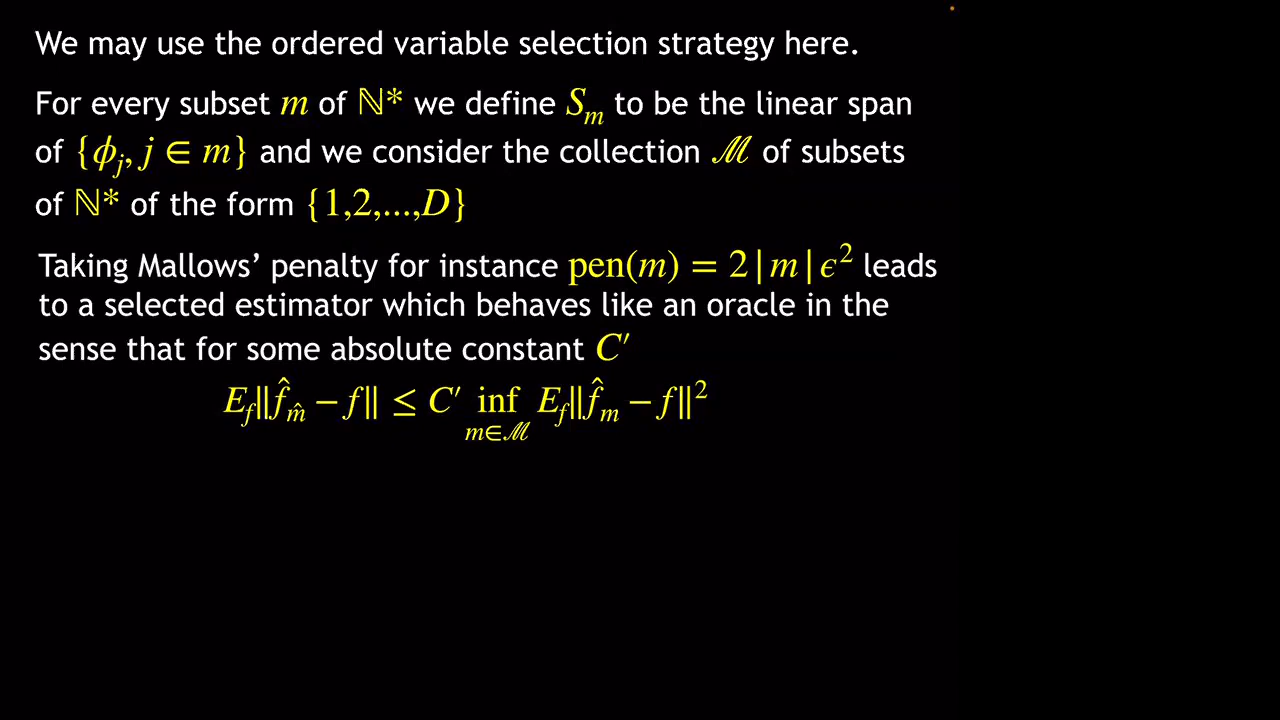 We may use the ordered variable selection strategy here.
For every subset m of ℕ* we define S_m to be the linear span
of {ϕ_j, j ∈ m} and we consider the collection ℳ of subsets
of ℕ* of the form {1,2,...,D}
Taking Mallows’ penalty for instance pen(m) = 2|m|ϵ² leads
to a selected estimator which behaves like an oracle in the
sense that for some absolute constant C′
E_f‖f̂_m̂ − f‖ ≤ C′ inf_{m∈ℳ} E_f‖f̂_m − f‖²